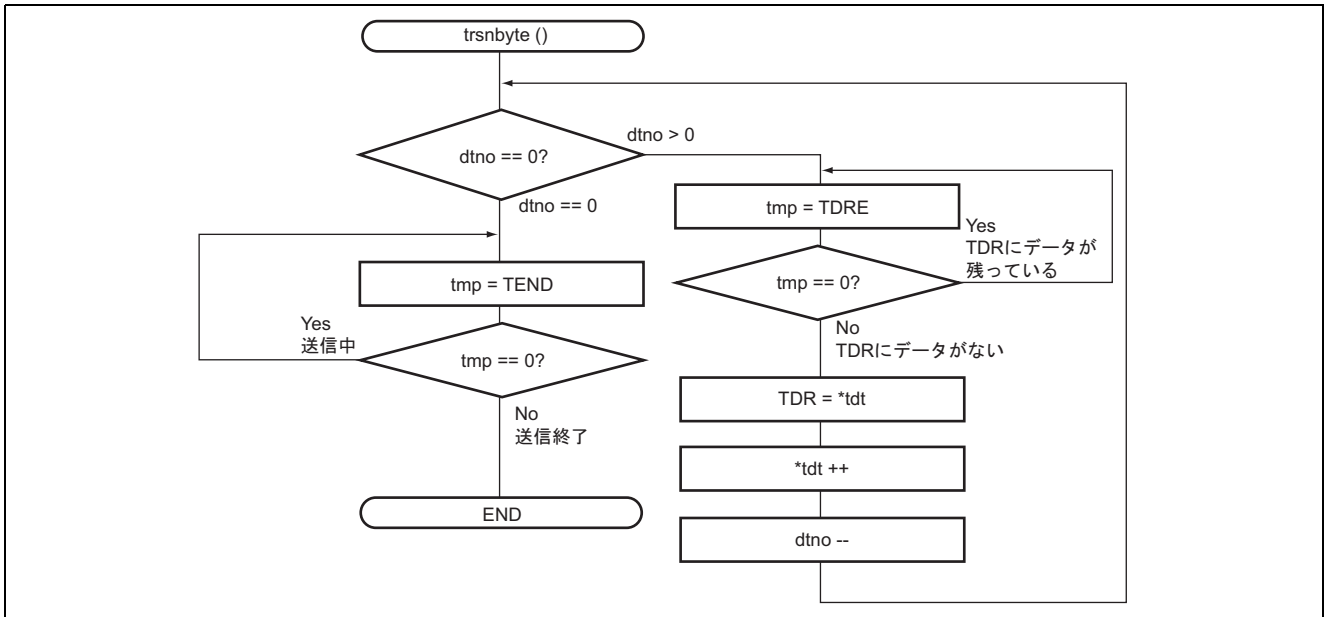 trsnbyte ()
dtno == 0?
dtno > 0
dtno == 0
tmp = TEND
Yes
送信中
tmp == 0?
No
送信終了
END
tmp = TDRE
Yes
TDRにデータが
残っている
tmp == 0?
No
TDRにデータがない
TDR = *tdt
*tdt ++
dtno --